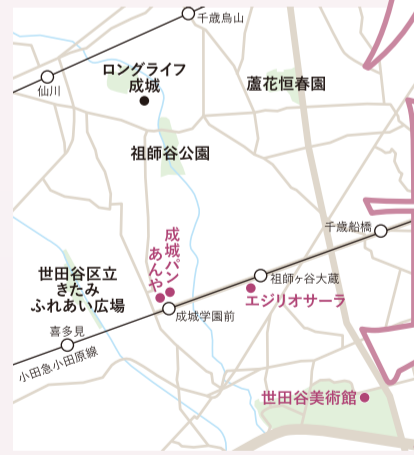 千歳烏山
仙川
ロングライフ
成城
蘆花恒春園
祖師谷公園
千歳船橋
成城パン
あんや
世田谷区立
きたみ
ふれあい広場
祖師ヶ谷大蔵
エジリオサーラ
成城学園前
喜多見
小田急小田原線
世田谷美術館